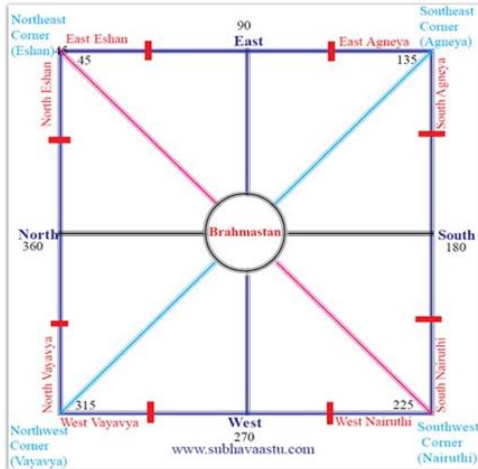 Northeast
Corner
(Eshan)
East Eshan
90
East
East Agneya
Southeast
Corner
(Agneya)
45
45
135
North Eshan
South Agneya
North
360
Brahmastan
South
180
North Vayavya
South Nairuthi
315
225
West Vayavya
West
270
West Nairuthi
Northwest
Corner
(Vayavya)
www.subhavaastu.com
Southwest
Corner
(Nairuthi)